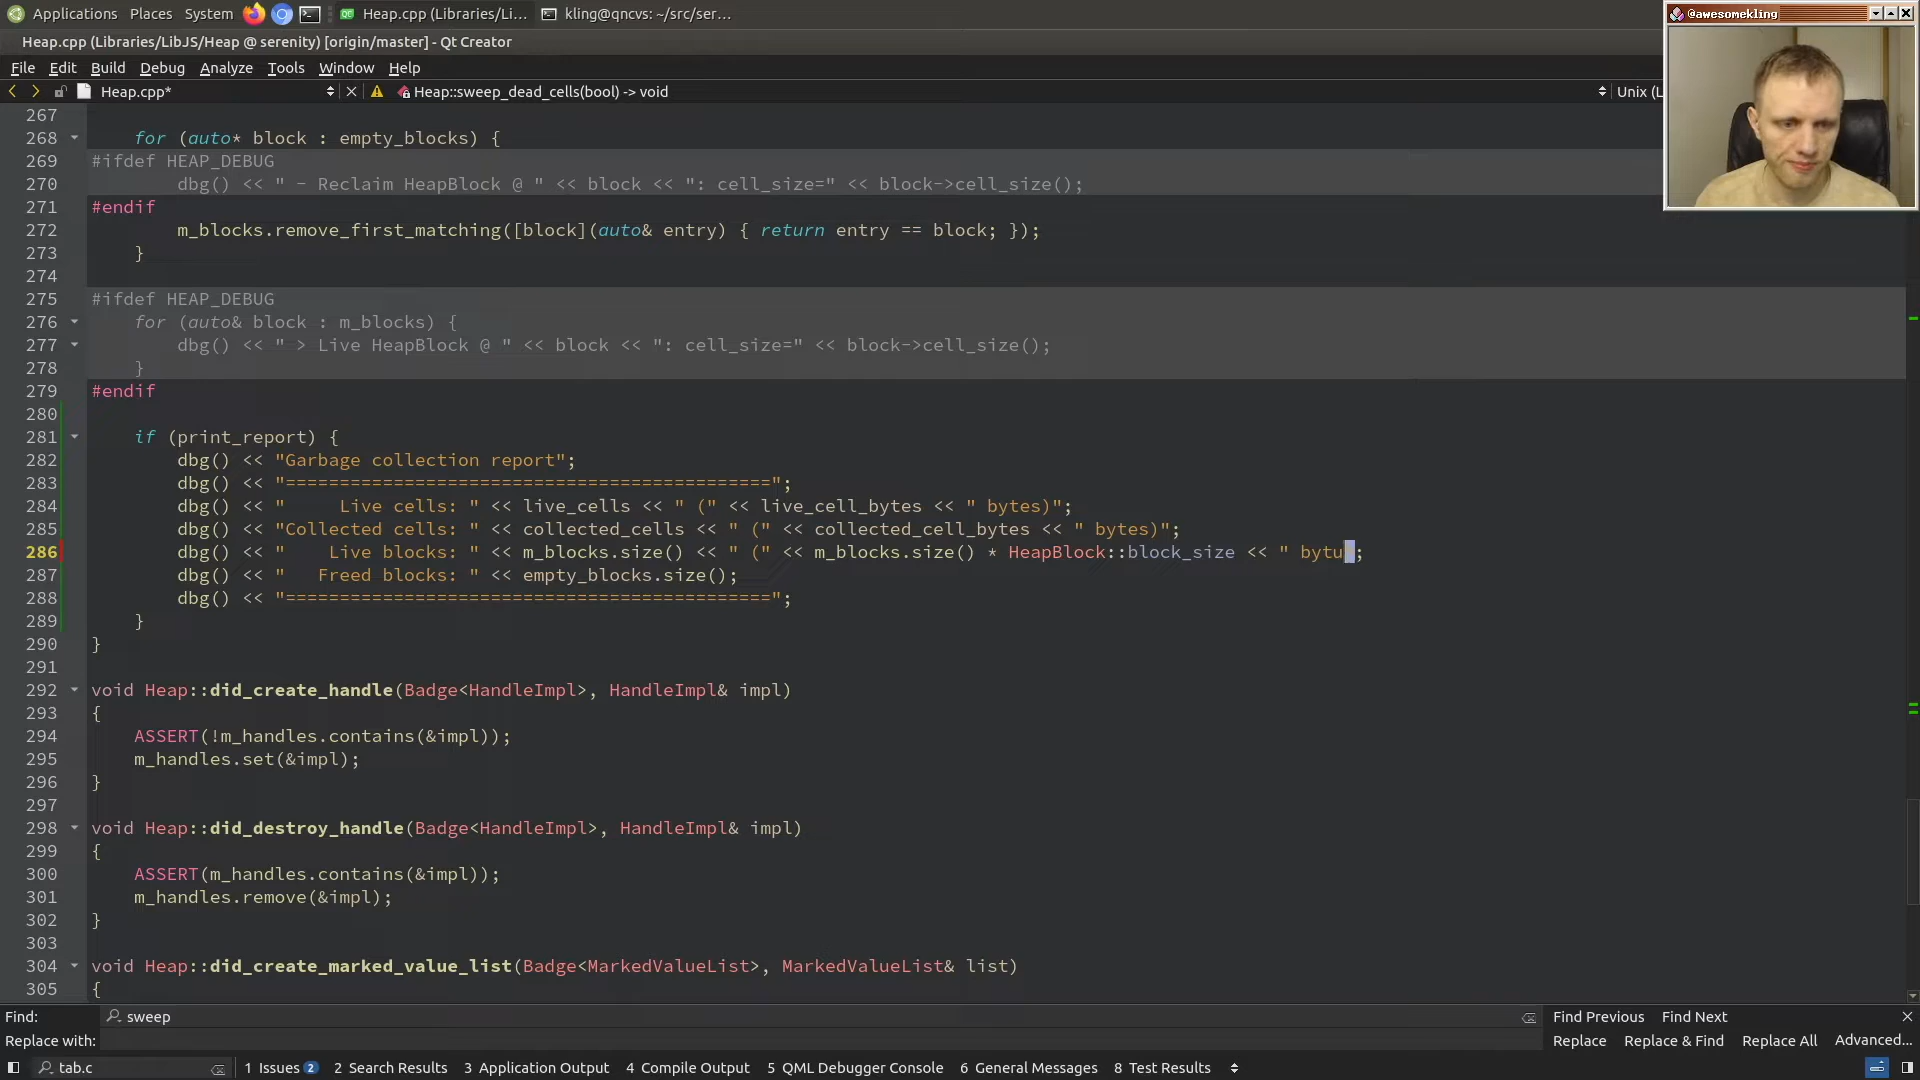 Applications Places System Heap.cpp (Libraries/Li... kling@qncvs: ~/src/ser...
@awesomekling
Heap.cpp (Libraries/LibJS/Heap @ serenity) [origin/master] - Qt Creator
File Edit Build Debug Analyze Tools Window Help
Heap.cpp* Heap::sweep_dead_cells(bool) -> void Unix (L
267
268 for (auto* block : empty_blocks) {
269 #ifdef HEAP_DEBUG
270 dbg() << " - Reclaim HeapBlock @ " << block << ": cell_size=" << block->cell_size();
271 #endif
272 m_blocks.remove_first_matching([block](auto& entry) { return entry == block; });
273 }
274
275 #ifdef HEAP_DEBUG
276 for (auto& block : m_blocks) {
277 dbg() << " > Live HeapBlock @ " << block << ": cell_size=" << block->cell_size();
278 }
279 #endif
280
281 if (print_report) {
282 dbg() << "Garbage collection report";
283 dbg() << "=============================================";
284 dbg() << "     Live cells: " << live_cells << " (" << live_cell_bytes << " bytes)";
285 dbg() << "Collected cells: " << collected_cells << " (" << collected_cell_bytes << " bytes)";
286 dbg() << "    Live blocks: " << m_blocks.size() << " (" << m_blocks.size() * HeapBlock::block_size << " bytu";
287 dbg() << "   Freed blocks: " << empty_blocks.size();
288 dbg() << "=============================================";
289 }
290 }
291
292 void Heap::did_create_handle(Badge<HandleImpl>, HandleImpl& impl)
293 {
294 ASSERT(!m_handles.contains(&impl));
295 m_handles.set(&impl);
296 }
297
298 void Heap::did_destroy_handle(Badge<HandleImpl>, HandleImpl& impl)
299 {
300 ASSERT(m_handles.contains(&impl));
301 m_handles.remove(&impl);
302 }
303
304 void Heap::did_create_marked_value_list(Badge<MarkedValueList>, MarkedValueList& list)
305 {
Find: sweep Find Previous Find Next
Replace with: Replace Replace & Find Replace All Advanced...
tab.c 1 Issues 2 2 Search Results 3 Application Output 4 Compile Output 5 QML Debugger Console 6 General Messages 8 Test Results